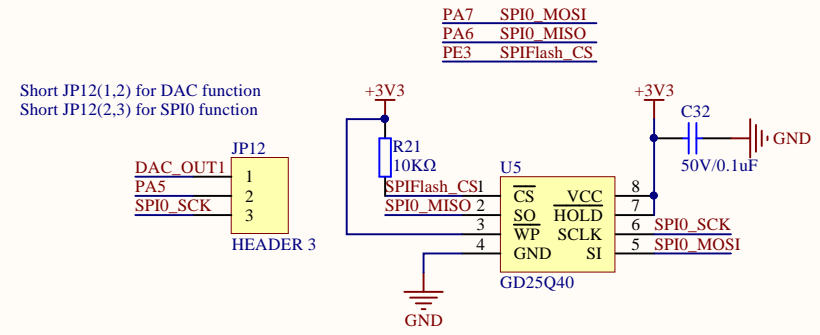 PA7 SPI0_MOSI
PA6 SPI0_MISO
PE3 SPIFlash_CS
Short JP12(1,2) for DAC function
Short JP12(2,3) for SPI0 function
+3V3
+3V3
C32
GND
50V/0.1uF
R21
10KΩ
JP12
DAC_OUT1 1
PA5 2
SPI0_SCK 3
HEADER 3
U5
SPIFlash_CS 1 CS VCC 8
SPI0_MISO 2 SO HOLD 7
3 WP SCLK 6 SPI0_SCK
4 GND SI 5 SPI0_MOSI
GD25Q40
GND